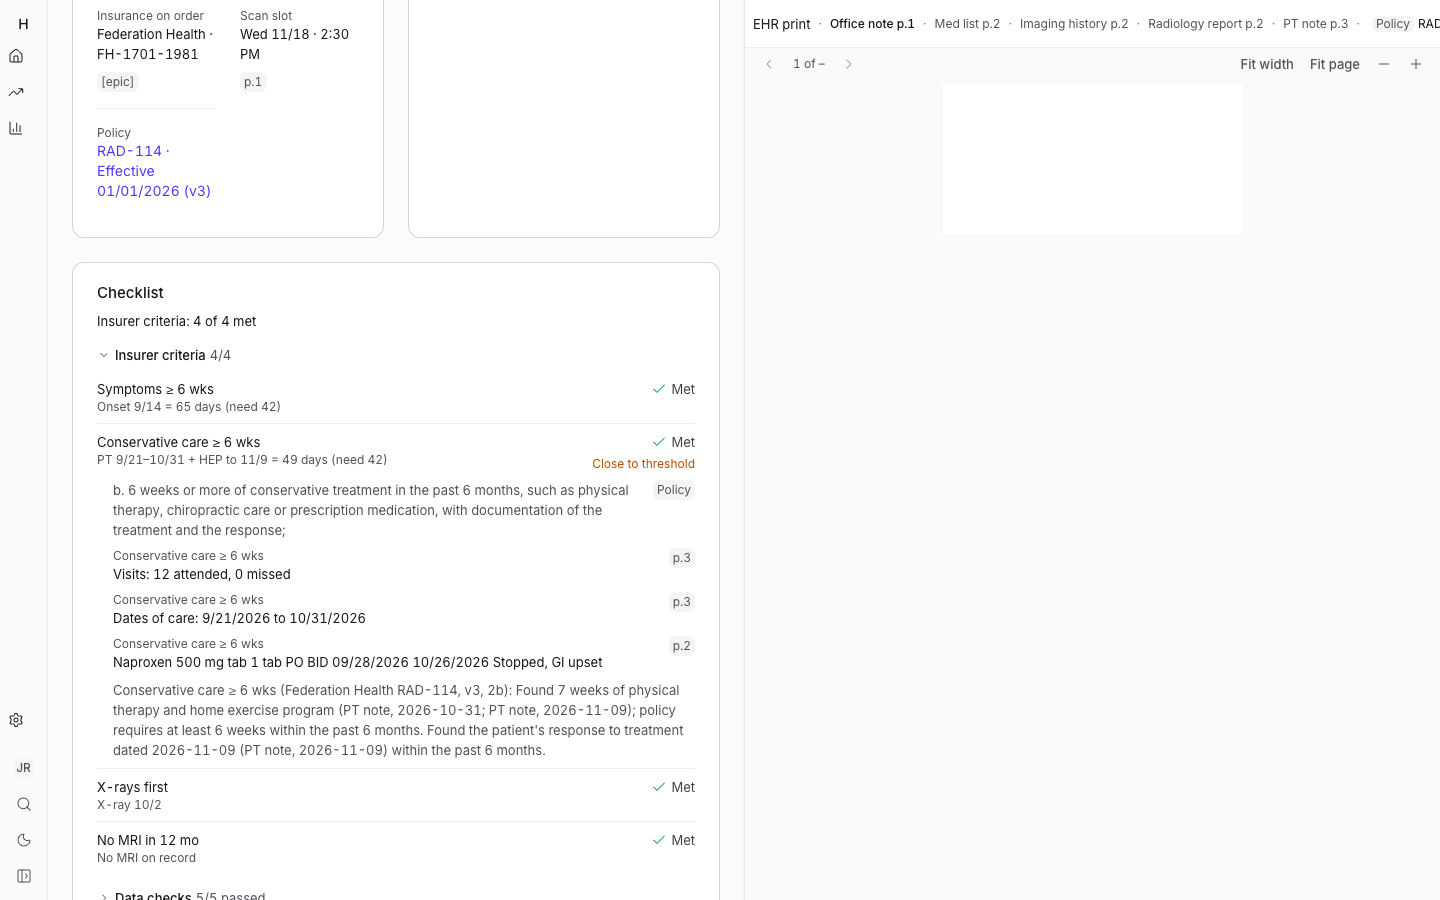 H
Insurance on order
Federation Health ·
FH-1701-1981
[epic]
Scan slot
Wed 11/18 · 2:30
PM
p.1
Policy
RAD-114 ·
Effective
01/01/2026 (v3)
Checklist
Insurer criteria: 4 of 4 met
Insurer criteria 4/4
Symptoms ≥ 6 wks
Met
Onset 9/14 = 65 days (need 42)
Conservative care ≥ 6 wks
Met
PT 9/21–10/31 + HEP to 11/9 = 49 days (need 42)
Close to threshold
b. 6 weeks or more of conservative treatment in the past 6 months, such as physical
therapy, chiropractic care or prescription medication, with documentation of the
treatment and the response;
Policy
Conservative care ≥ 6 wks
Visits: 12 attended, 0 missed
p.3
Conservative care ≥ 6 wks
Dates of care: 9/21/2026 to 10/31/2026
p.3
Conservative care ≥ 6 wks
Naproxen 500 mg tab 1 tab PO BID 09/28/2026 10/26/2026 Stopped, GI upset
p.2
Conservative care ≥ 6 wks (Federation Health RAD-114, v3, 2b): Found 7 weeks of physical
therapy and home exercise program (PT note, 2026-10-31; PT note, 2026-11-09); policy
requires at least 6 weeks within the past 6 months. Found the patient's response to treatment
dated 2026-11-09 (PT note, 2026-11-09) within the past 6 months.
X-rays first
Met
X-ray 10/2
No MRI in 12 mo
Met
No MRI on record
Data checks 5/5 passed
JR
EHR print · Office note p.1 · Med list p.2 · Imaging history p.2 · Radiology report p.2 · PT note p.3 · Policy RAD
1 of –
Fit width
Fit page